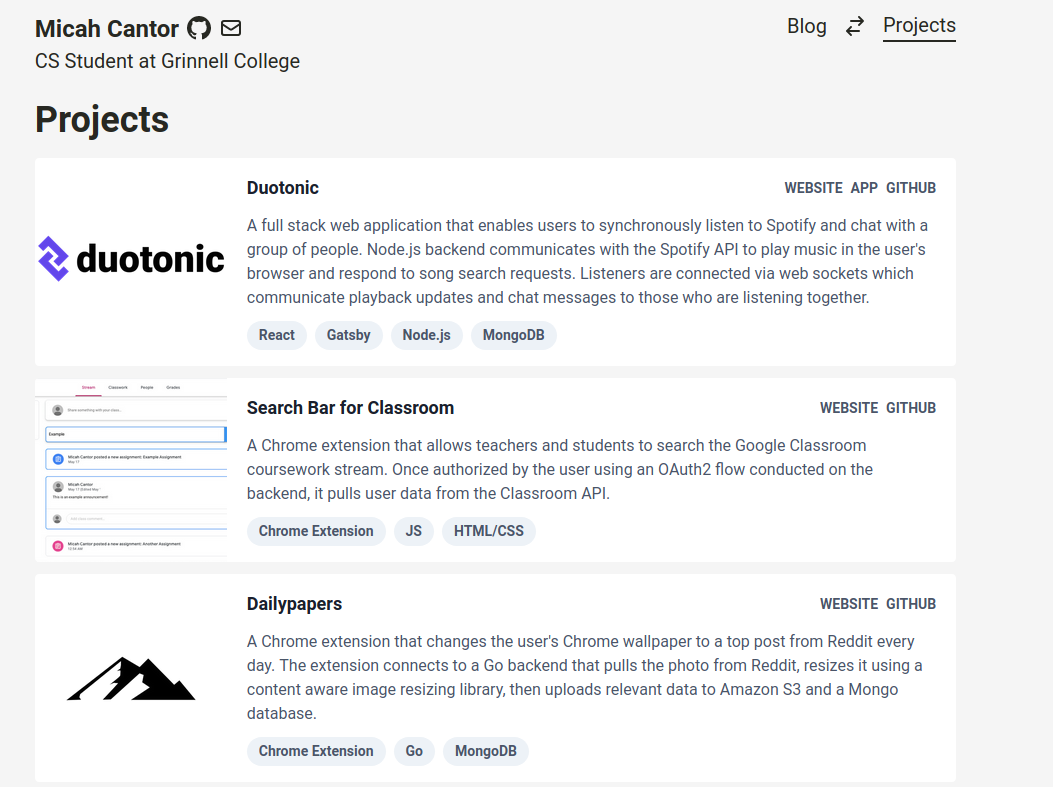 Micah Cantor
Blog
Projects
CS Student at Grinnell College
Projects
duotonic
Duotonic
WEBSITE APP GITHUB
A full stack web application that enables users to synchronously listen to Spotify and chat with a
group of people. Node.js backend communicates with the Spotify API to play music in the user's
browser and respond to song search requests. Listeners are connected via web sockets which
communicate playback updates and chat messages to those who are listening together.
React Gatsby Node.js MongoDB
Stream Classwork People Grades
Share something with your class...
Example
Micah Cantor posted a new assignment: Example Assignment
May 17
Micah Cantor
This is an example announcement!
Add class comment
Micah Cantor posted a new assignment: Another Assignment
Search Bar for Classroom
WEBSITE GITHUB
A Chrome extension that allows teachers and students to search the Google Classroom
coursework stream. Once authorized by the user using an OAuth2 flow conducted on the
backend, it pulls user data from the Classroom API.
Chrome Extension JS HTML/CSS
Dailypapers
WEBSITE GITHUB
A Chrome extension that changes the user's Chrome wallpaper to a top post from Reddit every
day. The extension connects to a Go backend that pulls the photo from Reddit, resizes it using a
content aware image resizing library, then uploads relevant data to Amazon S3 and a Mongo
database.
Chrome Extension Go MongoDB